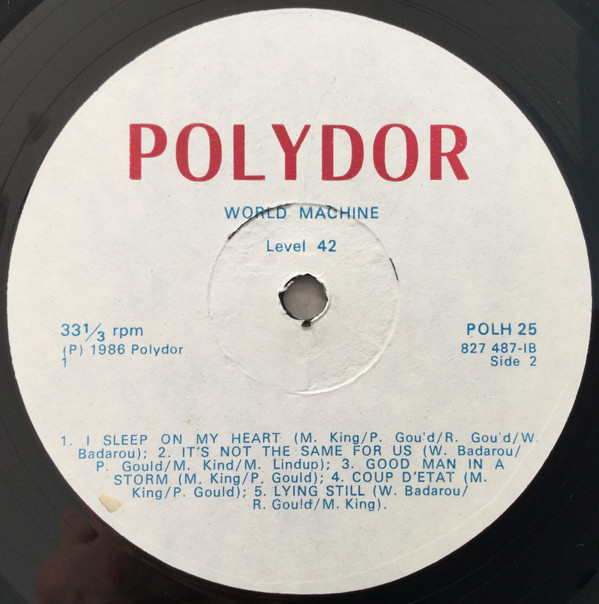 POLYDOR
WORLD MACHINE
Level 42
33 1/3 rpm
(P) 1986 Polydor
1
POLH 25
827 487-IB
Side 2
1. I SLEEP ON MY HEART (M. King/P. Gou'd/R. Gou'd/W.
Badarou); 2. IT'S NOT THE SAME FOR US (W. Badarou/
P. Gould/M. Kind/M. Lindup); 3. GOOD MAN IN A
STORM (M. King/P. Gould); 4. COUP D'ETAT (M.
King/P. Gould); 5. LYING STILL (W. Badarou/
R. Gould/M. King).